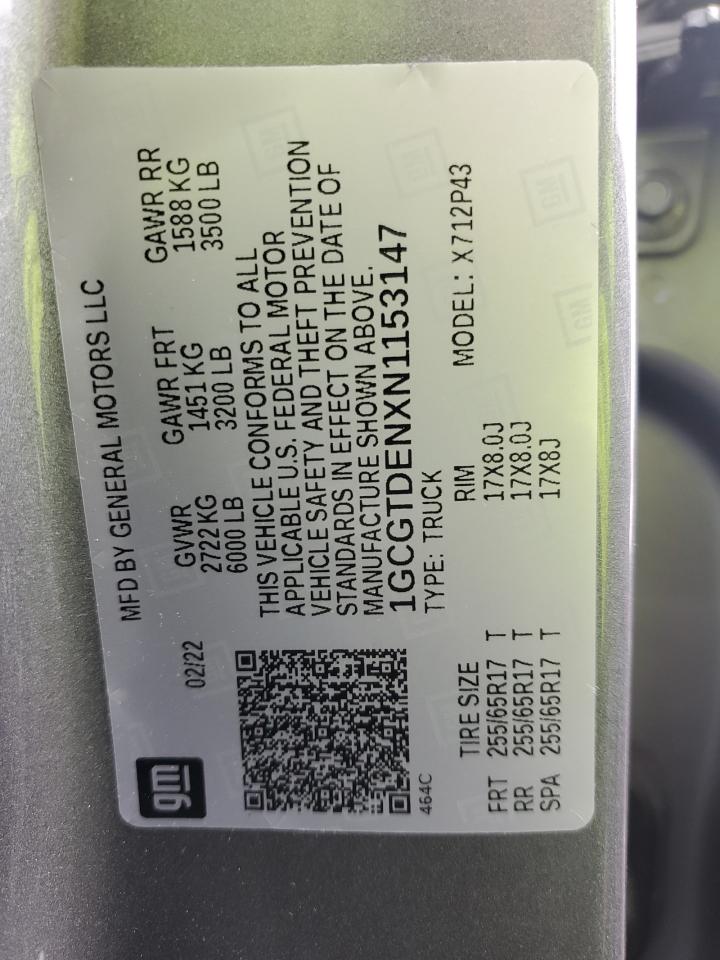 gm
MFD BY GENERAL MOTORS LLC
02/22
GVWR GAWR FRT GAWR RR
2722 KG 1451 KG 1588 KG
6000 LB 3200 LB 3500 LB
THIS VEHICLE CONFORMS TO ALL
APPLICABLE U.S. FEDERAL MOTOR
VEHICLE SAFETY AND THEFT PREVENTION
STANDARDS IN EFFECT ON THE DATE OF
MANUFACTURE SHOWN ABOVE.
1GCGTDENXN1153147
464C
TYPE: TRUCK MODEL: X712P43
TIRE SIZE RIM
FRT 255/65R17 T 17X8.0J
RR 255/65R17 T 17X8.0J
SPA 255/65R17 T 17X8J